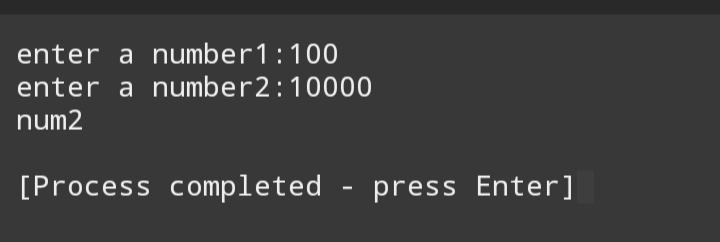 enter a number1:100
enter a number2:10000
num2
[Process completed - press Enter]